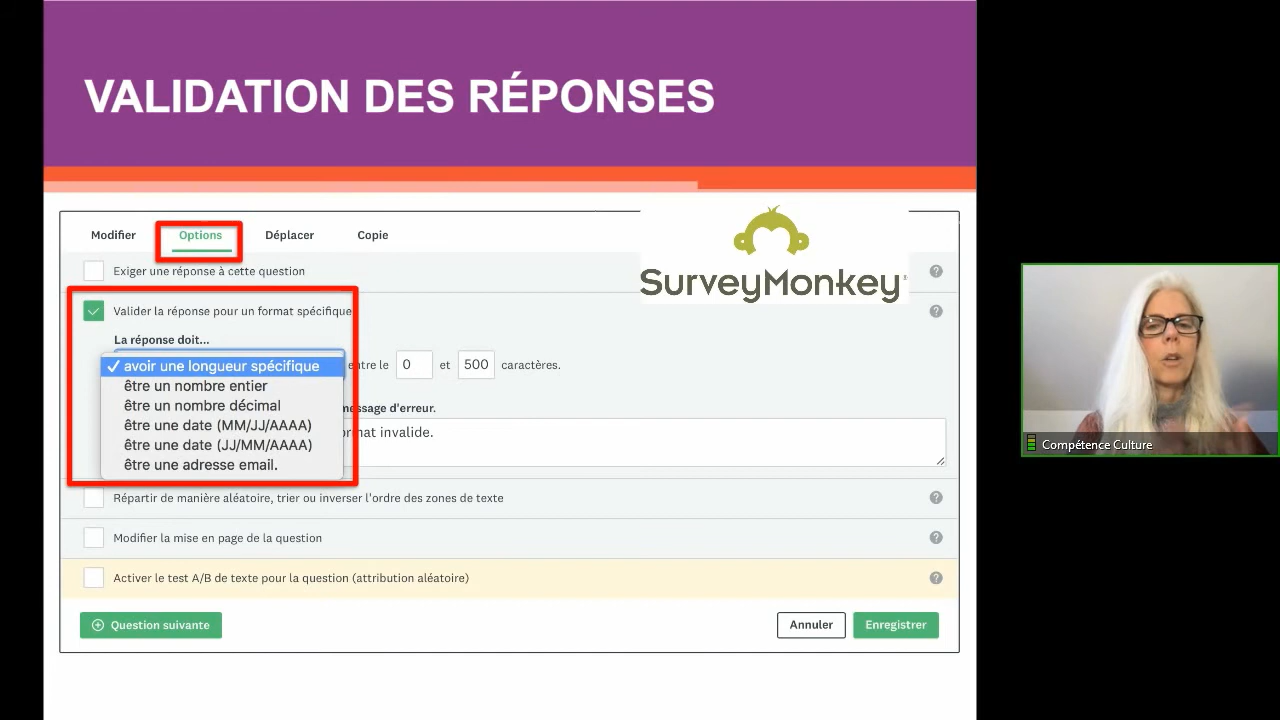 VALIDATION DES RÉPONSES
Modifier Options Déplacer Copie
SurveyMonkey®
Exiger une réponse à cette question
Valider la réponse pour un format spécifique
La réponse doit...
avoir une longueur spécifique
entre le 0 et 500 caractères.
être un nombre entier
être un nombre décimal
message d'erreur.
être une date (MM/JJ/AAAA)
format invalide.
être une date (JJ/MM/AAAA)
être une adresse email.
Répartir de manière aléatoire, trier ou inverser l'ordre des zones de texte
Modifier la mise en page de la question
Activer le test A/B de texte pour la question (attribution aléatoire)
Question suivante
Annuler Enregistrer
Compétence Culture